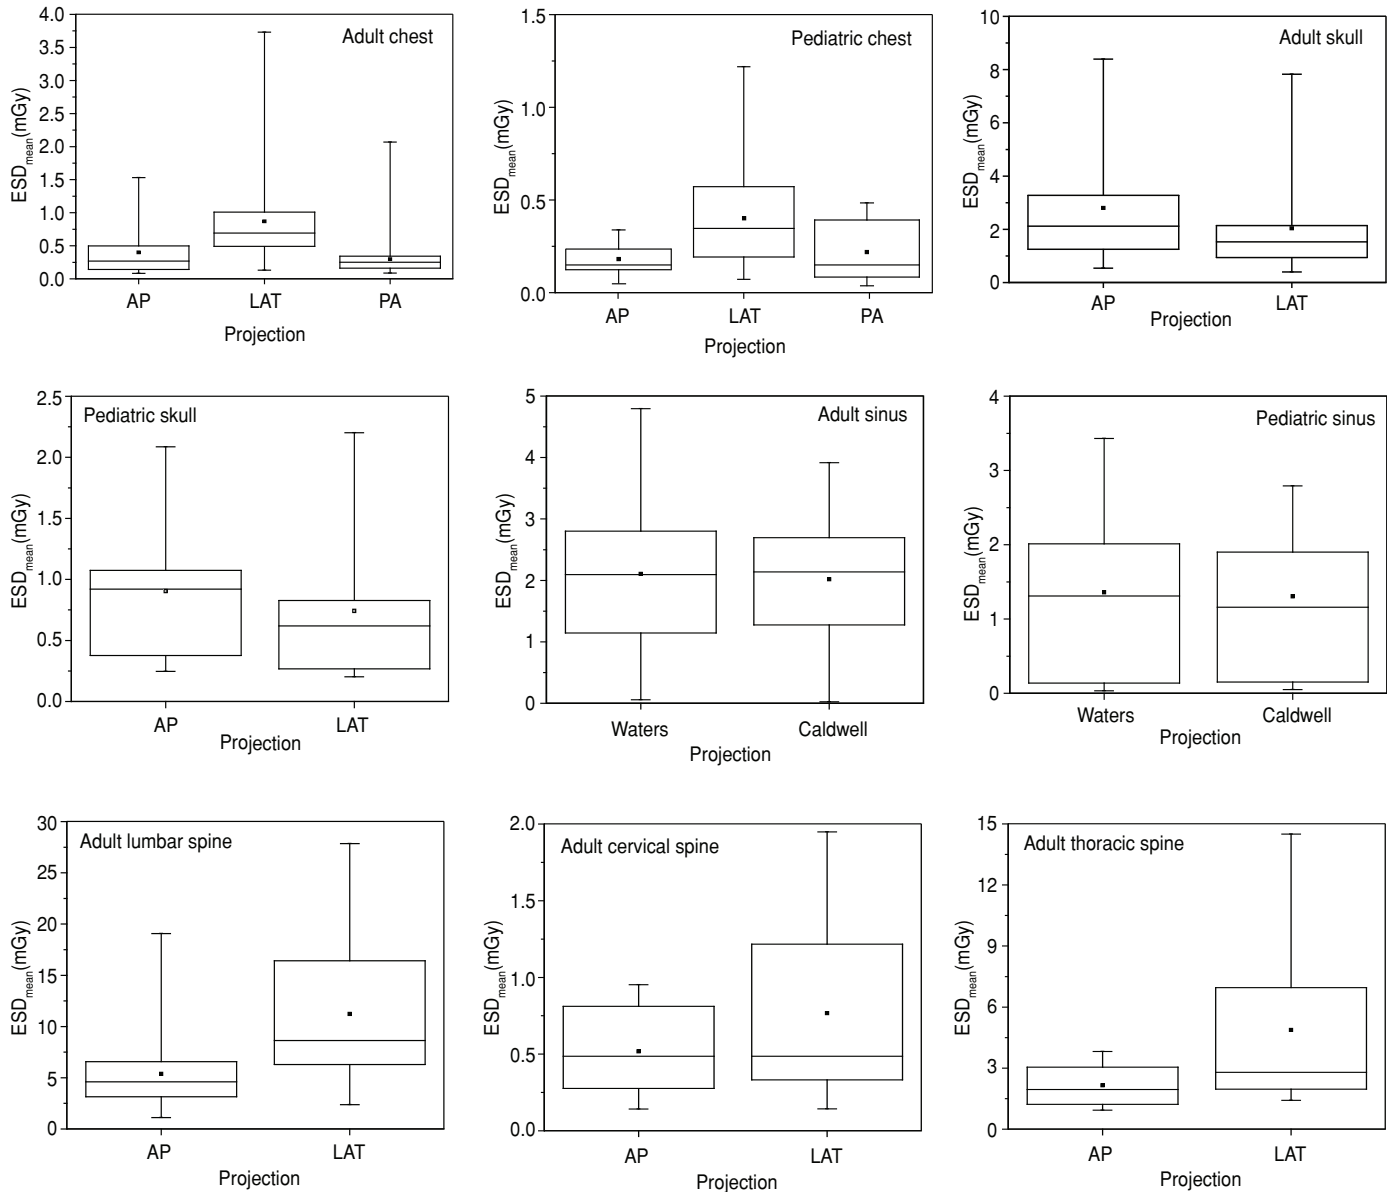 Adult chest
ESDmean(mGy)
4.0
3.5
3.0
2.5
2.0
1.5
1.0
0.5
0.0
AP LAT PA
Projection
Pediatric chest
ESDmean(mGy)
1.5
1.0
0.5
0.0
AP LAT PA
Projection
Adult skull
ESDmean(mGy)
10
8
6
4
2
0
AP LAT
Projection
Pediatric skull
ESDmean(mGy)
2.5
2.0
1.5
1.0
0.5
0.0
AP LAT
Projection
Adult sinus
ESDmean(mGy)
5
4
3
2
1
0
Waters Caldwell
Projection
Pediatric sinus
ESDmean(mGy)
4
3
2
1
0
Waters Caldwell
Projection
Adult lumbar spine
ESDmean(mGy)
30
25
20
15
10
5
0
AP LAT
Projection
Adult cervical spine
ESDmean(mGy)
2.0
1.5
1.0
0.5
0.0
AP LAT
Projection
Adult thoracic spine
ESDmean(mGy)
15
12
9
6
3
0
AP LAT
Projection